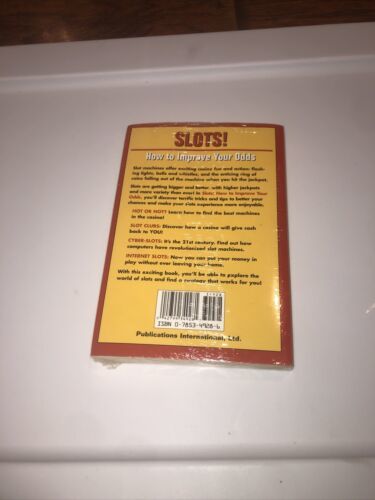 SLOTS!
How to Improve Your Odds
Slot machines offer exciting casino fun and action: flash-
ing lights, bells and whistles, and the enticing ring of
coins falling out of the machine when you hit the jackpot.
Slots are getting bigger and better, with higher jackpots
and more variety than ever! In Slots: How to Improve Your
Odds, you'll discover terrific tricks and tips to better your
chances and make your slots experience more enjoyable.
HOT OR NOT? Learn how to find the best machines
in the casino!
SLOT CLUBS: Discover how a casino will give cash
back to YOU!
CYBER-SLOTS: It's the 21st century. Find out how
computers have revolutionized slot machines.
INTERNET SLOTS: Now you can put your money in
play without ever leaving your home.
With this exciting book, you'll be able to explore the
world of slots and find a strategy that works for you!
ISBN 0-7853-4928-6
Publications International, Ltd.